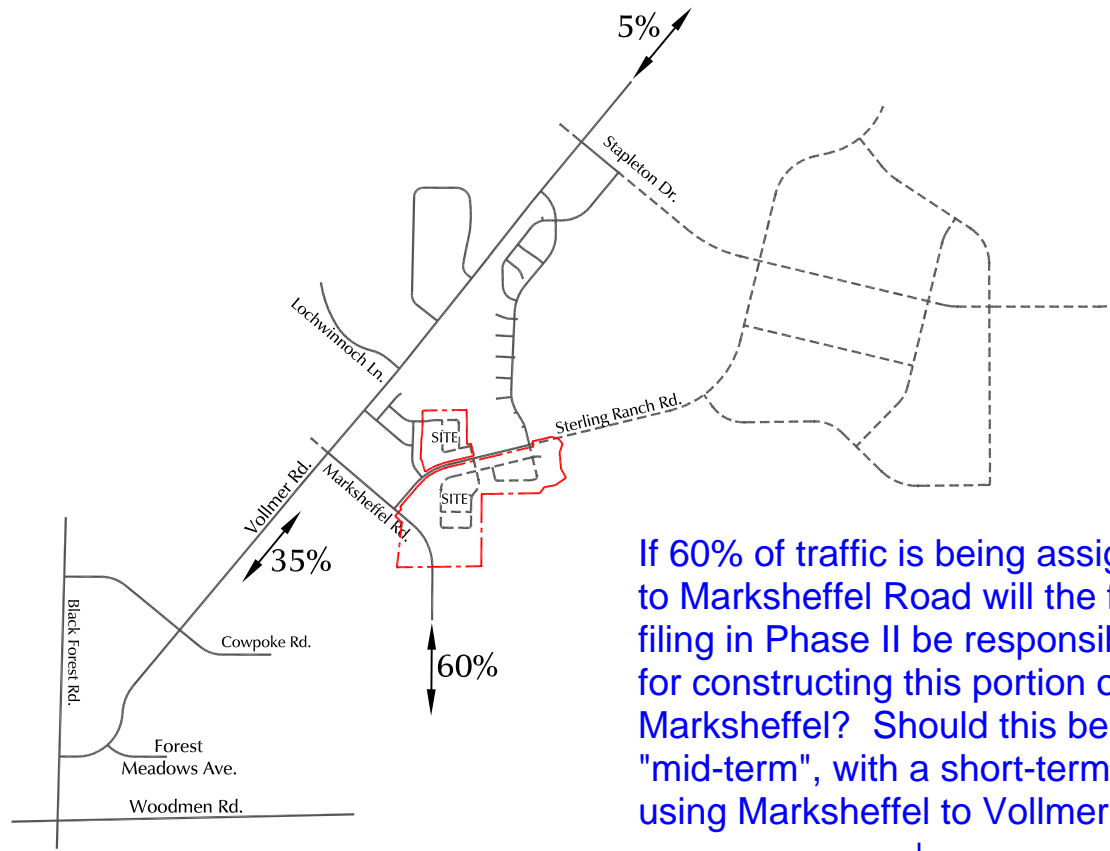 5%
Stapleton Dr.
Lochwinnoch Ln.
Sterling Ranch Rd.
SITE
Marksheffel Rd.
SITE
Vollmer Rd.
35%
Black Forest Rd.
Cowpoke Rd.
60%
Forest
Meadows Ave.
Woodmen Rd.
If 60% of traffic is being assig
to Marksheffel Road will the f
filing in Phase II be responsib
for constructing this portion o
Marksheffel? Should this be
"mid-term", with a short-term
using Marksheffel to Vollmer